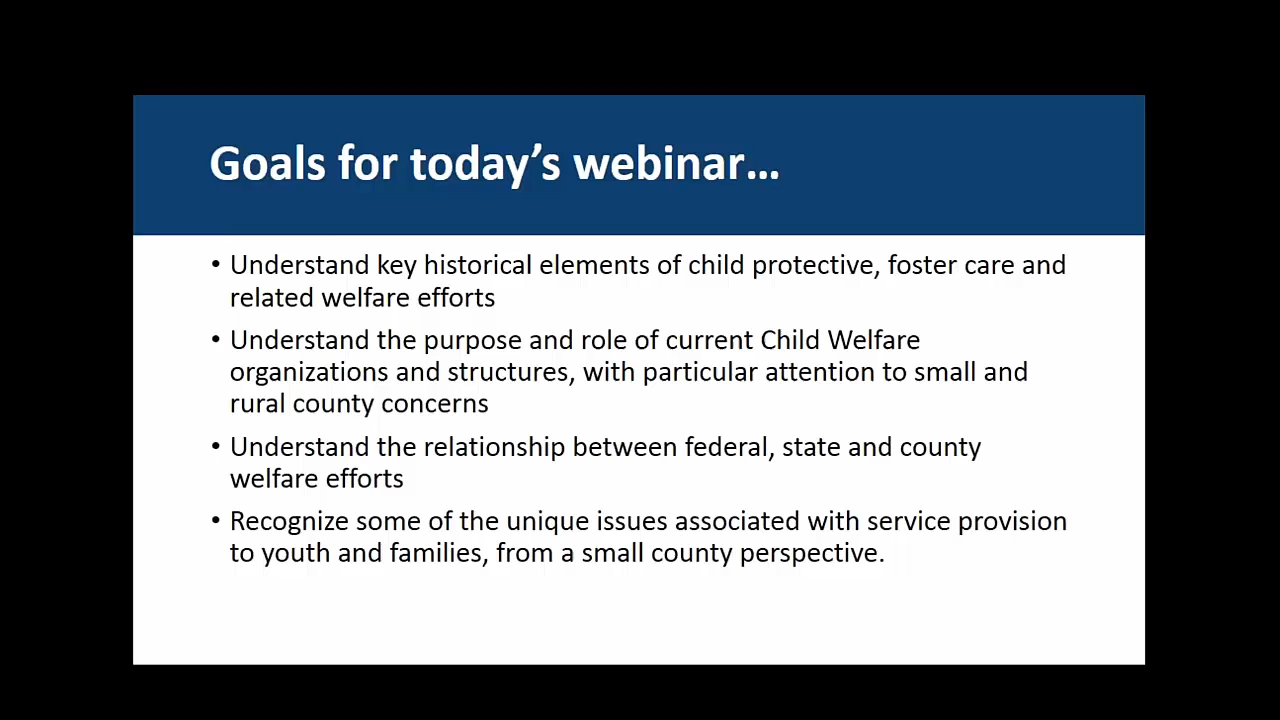 Goals for today’s webinar…
• Understand key historical elements of child protective, foster care and
related welfare efforts
• Understand the purpose and role of current Child Welfare
organizations and structures, with particular attention to small and
rural county concerns
• Understand the relationship between federal, state and county
welfare efforts
• Recognize some of the unique issues associated with service provision
to youth and families, from a small county perspective.